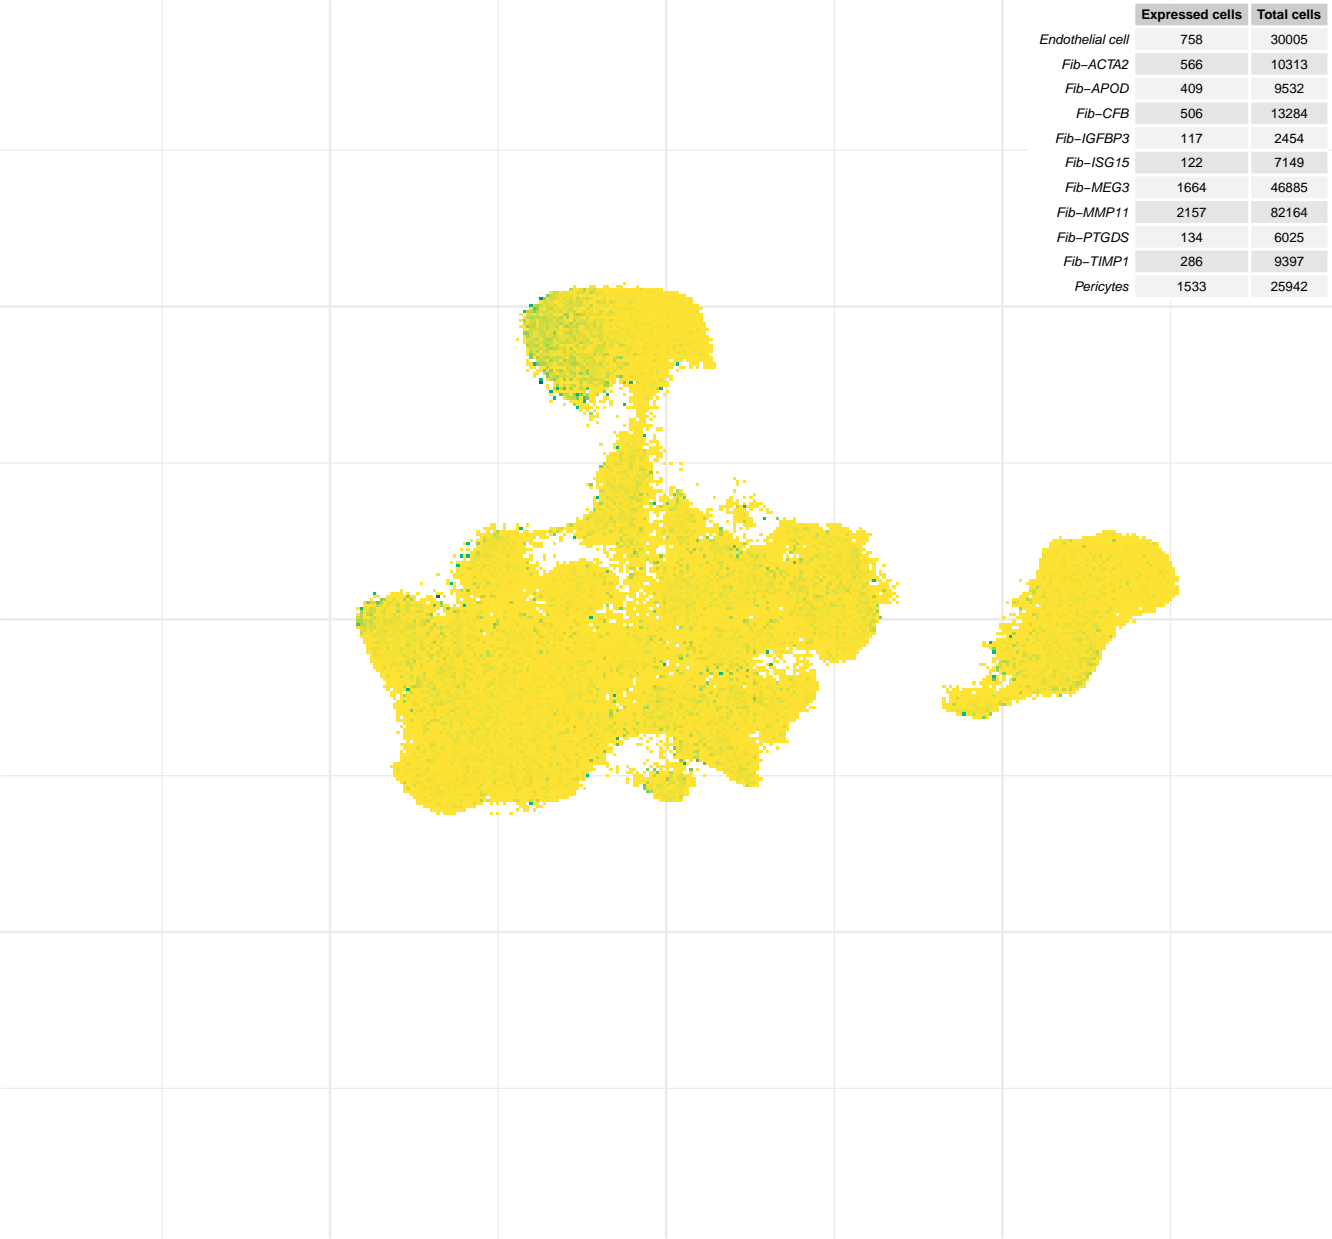 Expressed cells Total cells
Endothelial cell 758 30005
Fib−ACTA2 566 10313
Fib−APOD 409 9532
Fib−CFB 506 13284
Fib−IGFBP3 117 2454
Fib−ISG15 122 7149
Fib−MEG3 1664 46885
Fib−MMP11 2157 82164
Fib−PTGDS 134 6025
Fib−TIMP1 286 9397
Pericytes 1533 25942